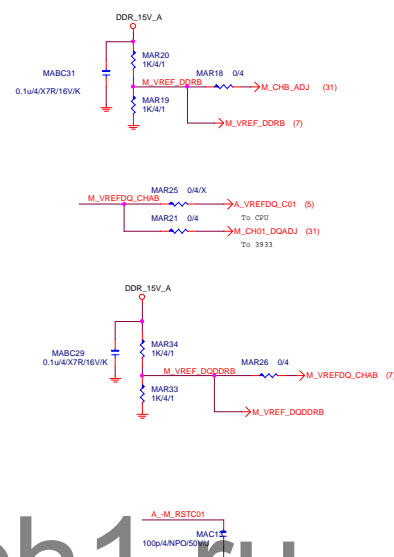 DDR_15V_A
MAR20
1K/4/1
MABC31
0.1u/4/X7R/16V/K
M_VREF_DDRB
MAR18 0/4
M_CHB_ADJ (31)
MAR19
1K/4/1
M_VREF_DDRB (7)
M_VREFDQ_CHAB
MAR25 0/4/X
A_VREFDQ_C01 (5)
To CPU
MAR21 0/4
M_CH01_DQADJ (31)
To 3933
DDR_15V_A
MAR34
1K/4/1
MABC29
0.1u/4/X7R/16V/K
M_VREF_DQDDRB
MAR26 0/4
M_VREFDQ_CHAB (7)
MAR33
1K/4/1
M_VREF_DQDDRB
A_-M_RSTC01
MAC13
100p/4/NPO/50V/J